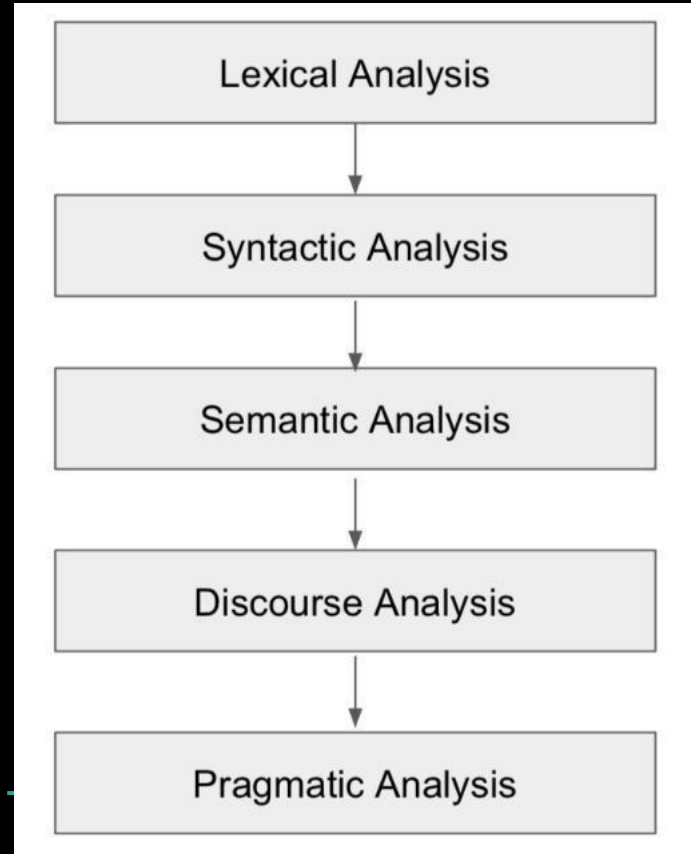 Lexical Analysis
Syntactic Analysis
Semantic Analysis
Discourse Analysis
Pragmatic Analysis